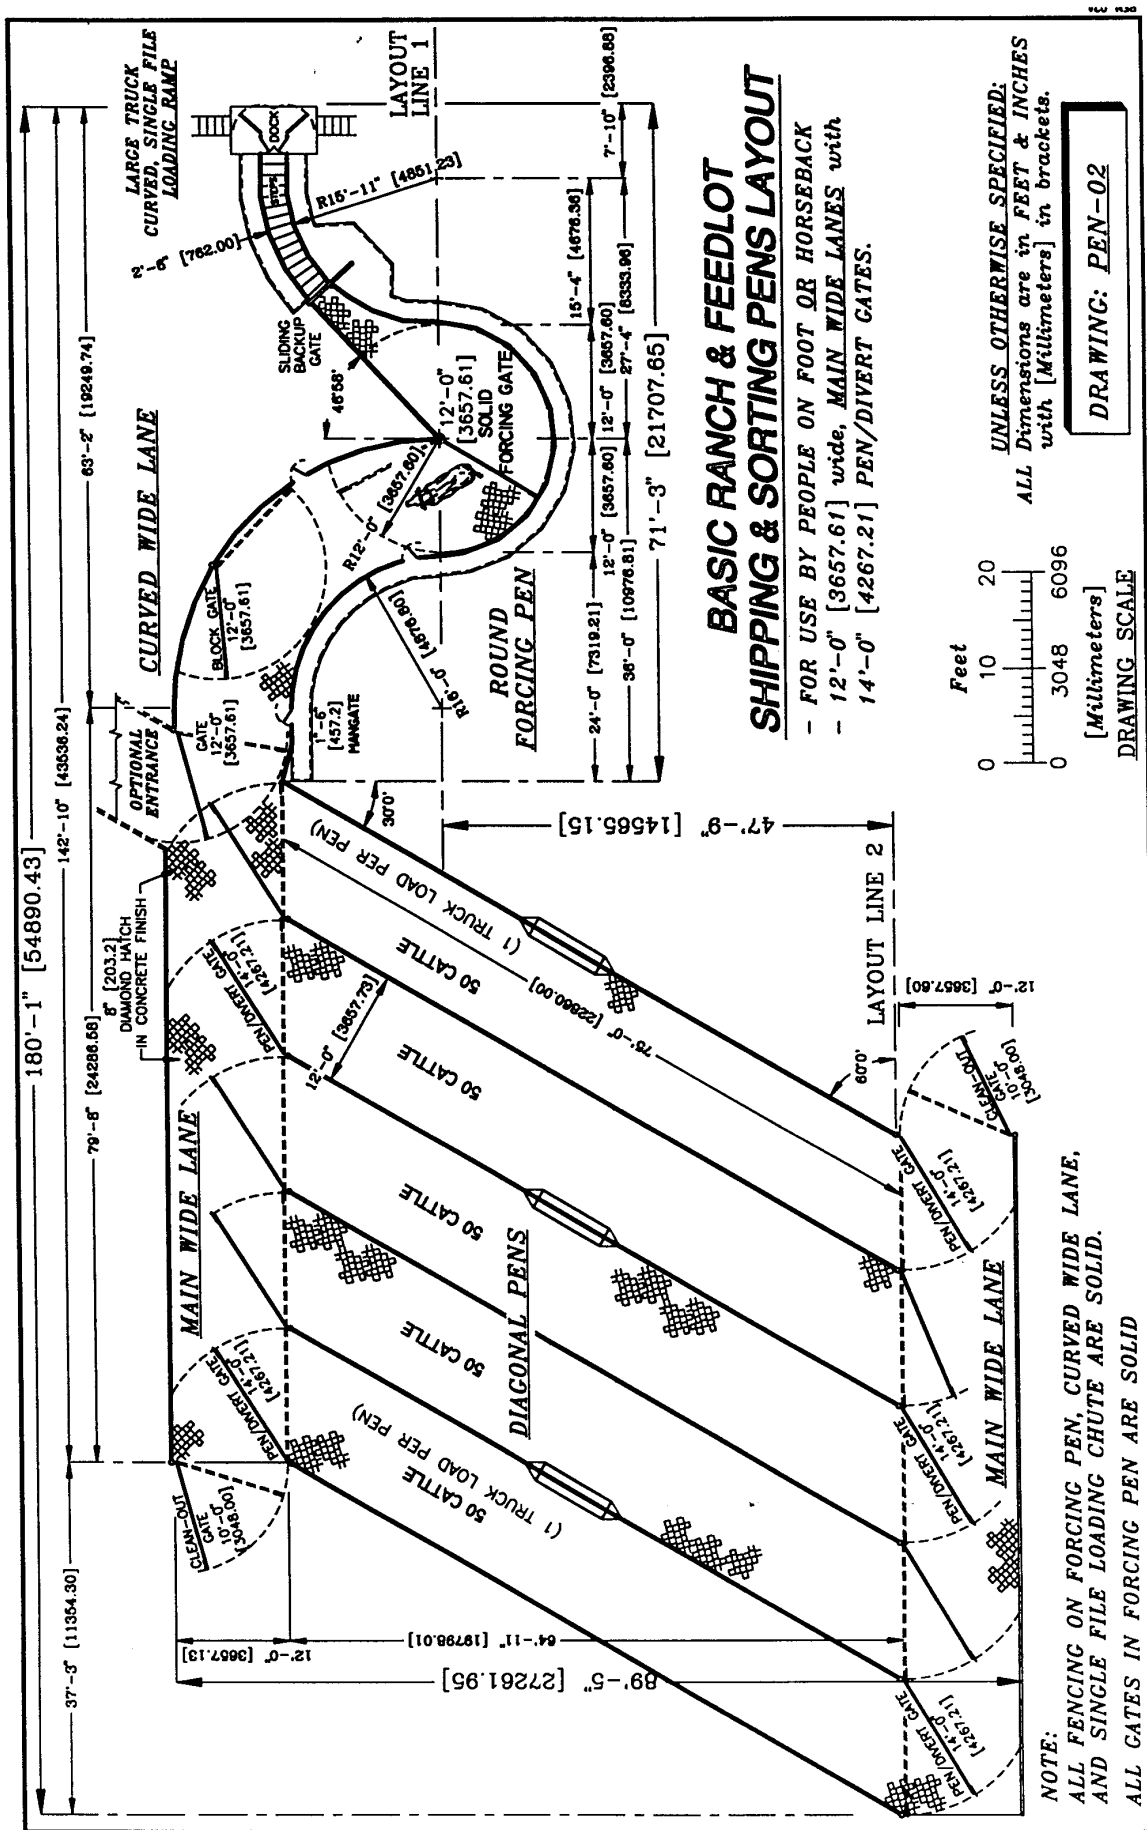 180'-1" [54890.43]
142'-10" [43536.24]
37'-3" [11354.30]
79'-8" [24286.58]
63'-2" [19249.74]
LARGE TRUCK
CURVED, SINGLE FILE
LOADING RAMP
DOCK
STEPS
LAYOUT
LINE 1
2'-6" [762.00]
R15'-11" [4851.23]
7'-10" [2396.68]
SLIDING
BACKUP
GATE
46°58'
12'-0"
[3657.61]
SOLID
FORCING GATE
15'-4" [4676.36]
12'-0" [3657.60]
27'-4" [8333.96]
12'-0" [3657.60]
24'-0" [7319.21]
36'-0" [10976.81]
71'-3" [21707.65]
CURVED WIDE LANE
BLOCK GATE
12'-0"
[3657.61]
R12'-0" [3657.60]
R16'-0" [4876.80]
ROUND
FORCING PEN
1'-6"
[457.2]
MANGATE
GATE
12'-0"
[3657.61]
OPTIONAL
ENTRANCE
8" [203.2]
DIAMOND HATCH
IN CONCRETE FINISH
MAIN WIDE LANE
PEN/DIVERT GATE
14'-0"
[4267.21]
PEN/DIVERT GATE
14'-0"
[4267.21]
CLEAN-OUT
GATE
10'-0"
[3048.00]
30°0'
47'-9" [14565.15]
(1 TRUCK LOAD PER PEN)
50 CATTLE
75'-0" [22860.00]
12'-0" [3657.73]
50 CATTLE
50 CATTLE
50 CATTLE
50 CATTLE
(1 TRUCK LOAD PER PEN)
DIAGONAL PENS
12'-0" [3657.13]
64'-11" [19798.01]
89'-5" [27261.95]
LAYOUT LINE 2
60°0'
12'-0" [3657.60]
CLEAN-OUT
GATE
10'-0"
[3048.00]
PEN/DIVERT GATE
14'-0"
[4267.21]
PEN/DIVERT GATE
14'-0"
[4267.21]
PEN/DIVERT GATE
14'-0"
[4267.21]
MAIN WIDE LANE
BASIC RANCH & FEEDLOT
SHIPPING & SORTING PENS LAYOUT
- FOR USE BY PEOPLE ON FOOT OR HORSEBACK
- 12'-0" [3657.61] wide, MAIN WIDE LANES with
14'-0" [4267.21] PEN/DIVERT GATES.
Feet
0 10 20
0 3048 6096
[Millimeters]
DRAWING SCALE
UNLESS OTHERWISE SPECIFIED:
ALL Dimensions are in FEET & INCHES
with [Millimeters] in brackets.
DRAWING: PEN-02
NOTE:
ALL FENCING ON FORCING PEN, CURVED WIDE LANE,
AND SINGLE FILE LOADING CHUTE ARE SOLID.
ALL GATES IN FORCING PEN ARE SOLID